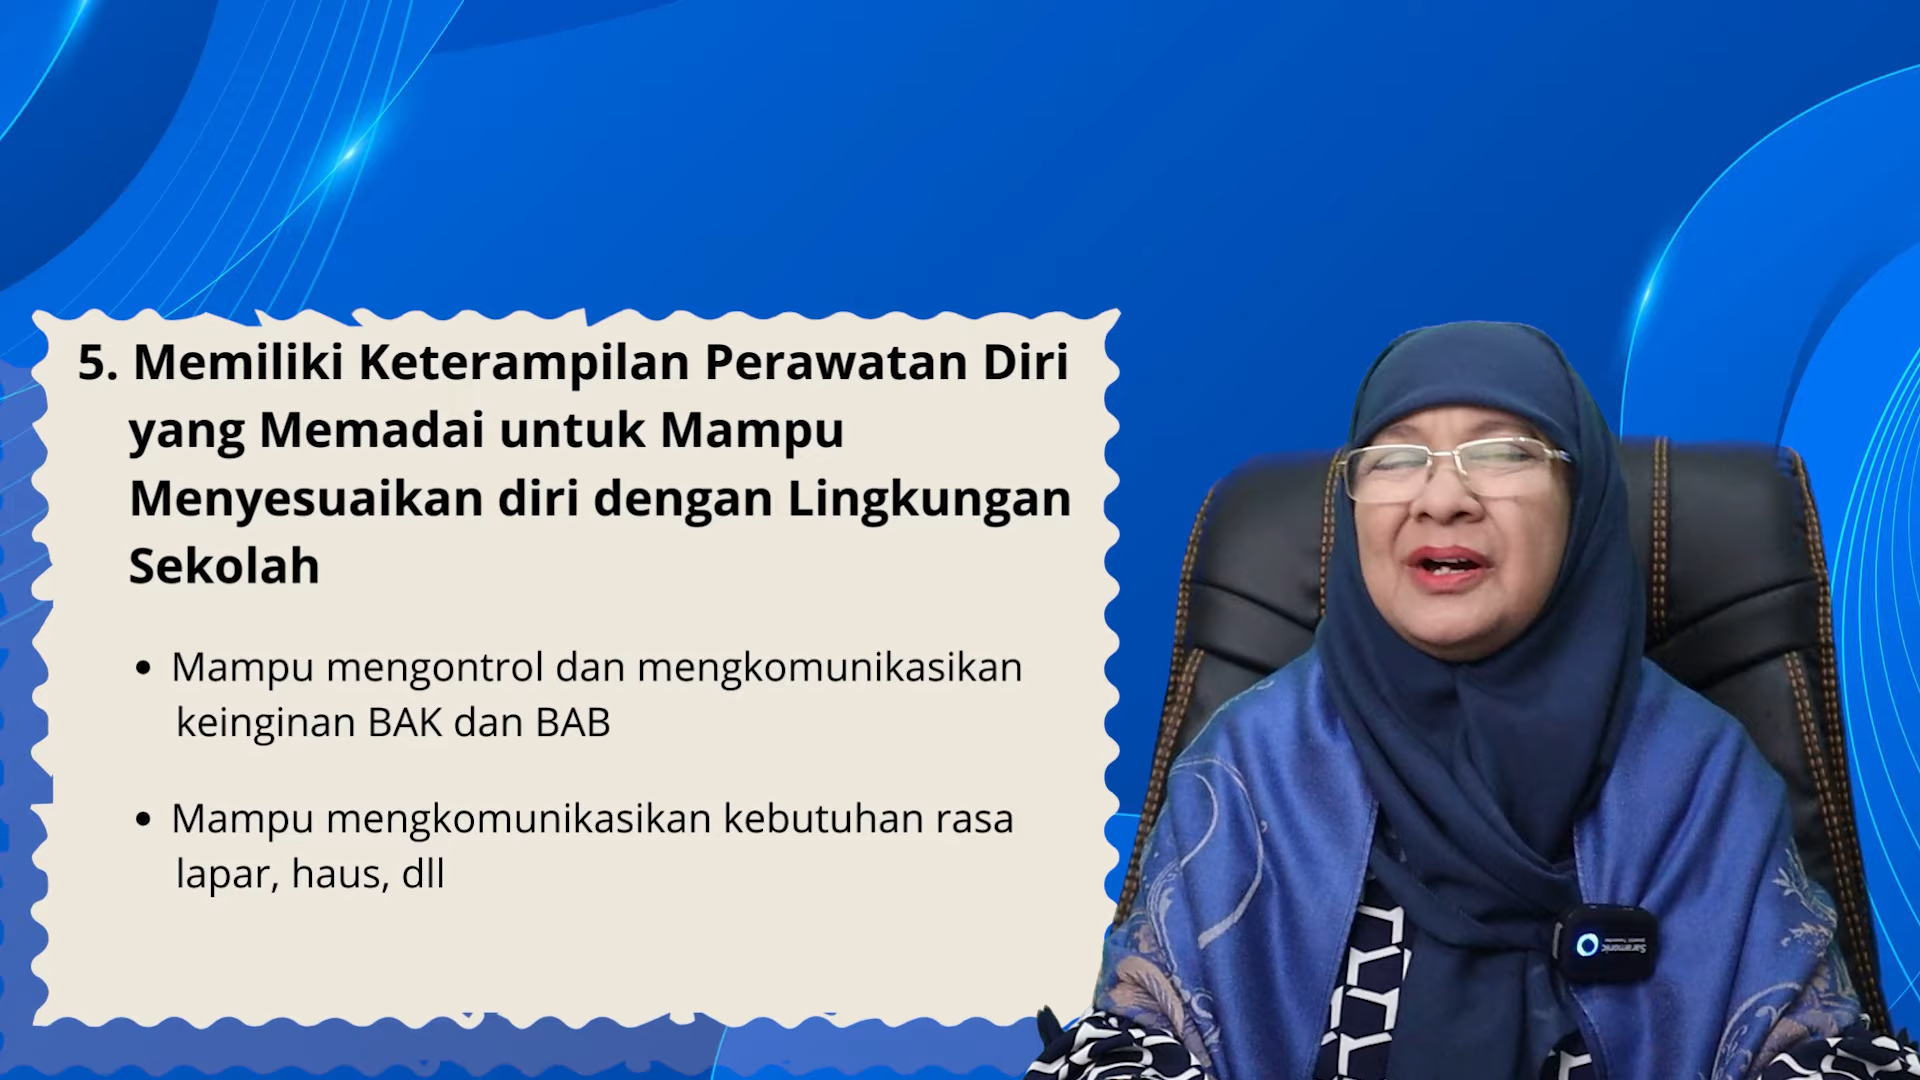 5. Memiliki Keterampilan Perawatan Diri
yang Memadai untuk Mampu
Menyesuaikan diri dengan Lingkungan
Sekolah
• Mampu mengontrol dan mengkomunikasikan
keinginan BAK dan BAB
• Mampu mengkomunikasikan kebutuhan rasa
lapar, haus, dll
Saramonic